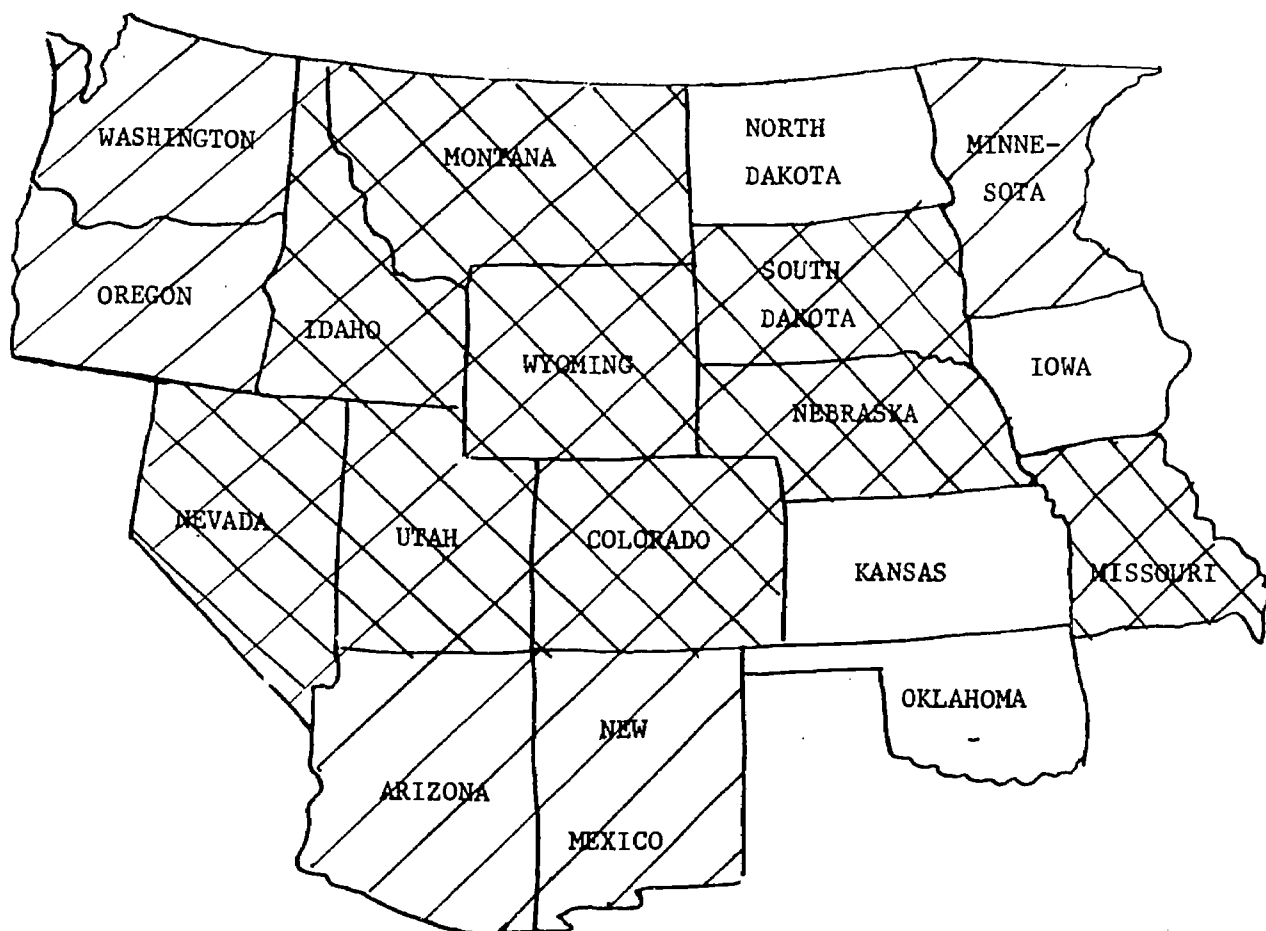 WASHINGTON
MONTANA
NORTH
DAKOTA
MINNE-
SOTA
OREGON
IDAHO
WYOMING
SOUTH
DAKOTA
IOWA
NEBRASKA
NEVADA
UTAH
COLORADO
KANSAS
MISSOURI
ARIZONA
NEW
MEXICO
OKLAHOMA